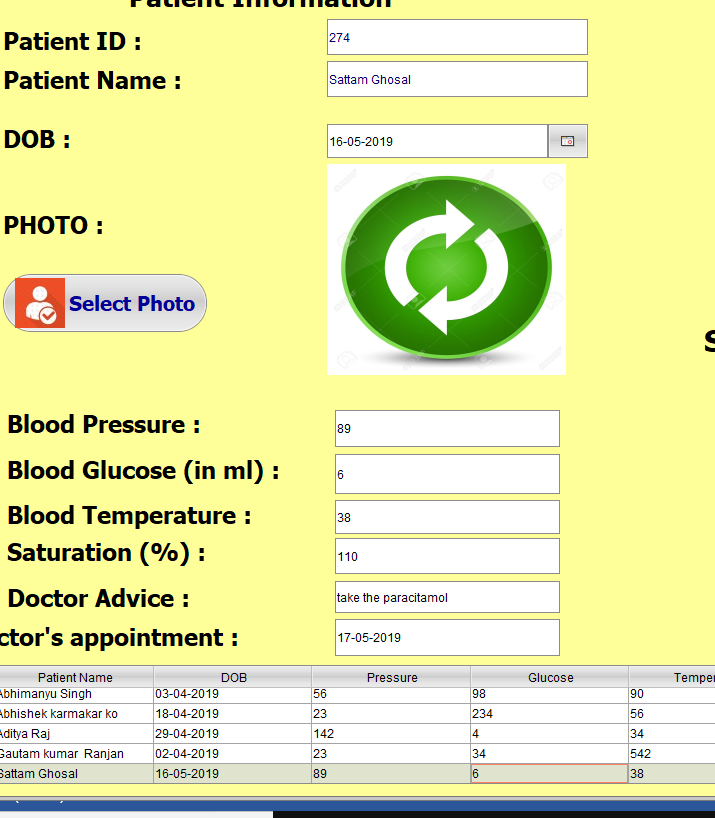 Patient Information
Patient ID :
274
Patient Name :
Sattam Ghosal
DOB :
16-05-2019
PHOTO :
Select Photo
S
Blood Pressure :
89
Blood Glucose (in ml) :
6
Blood Temperature :
38
Saturation (%) :
110
Doctor Advice :
take the paracitamol
ctor's appointment :
17-05-2019
Patient Name DOB Pressure Glucose Temper
Abhimanyu Singh 03-04-2019 56 98 90
Abhishek karmakar ko 18-04-2019 23 234 56
Aditya Raj 29-04-2019 142 4 34
Gautam kumar Ranjan 02-04-2019 23 34 542
Sattam Ghosal 16-05-2019 89 6 38